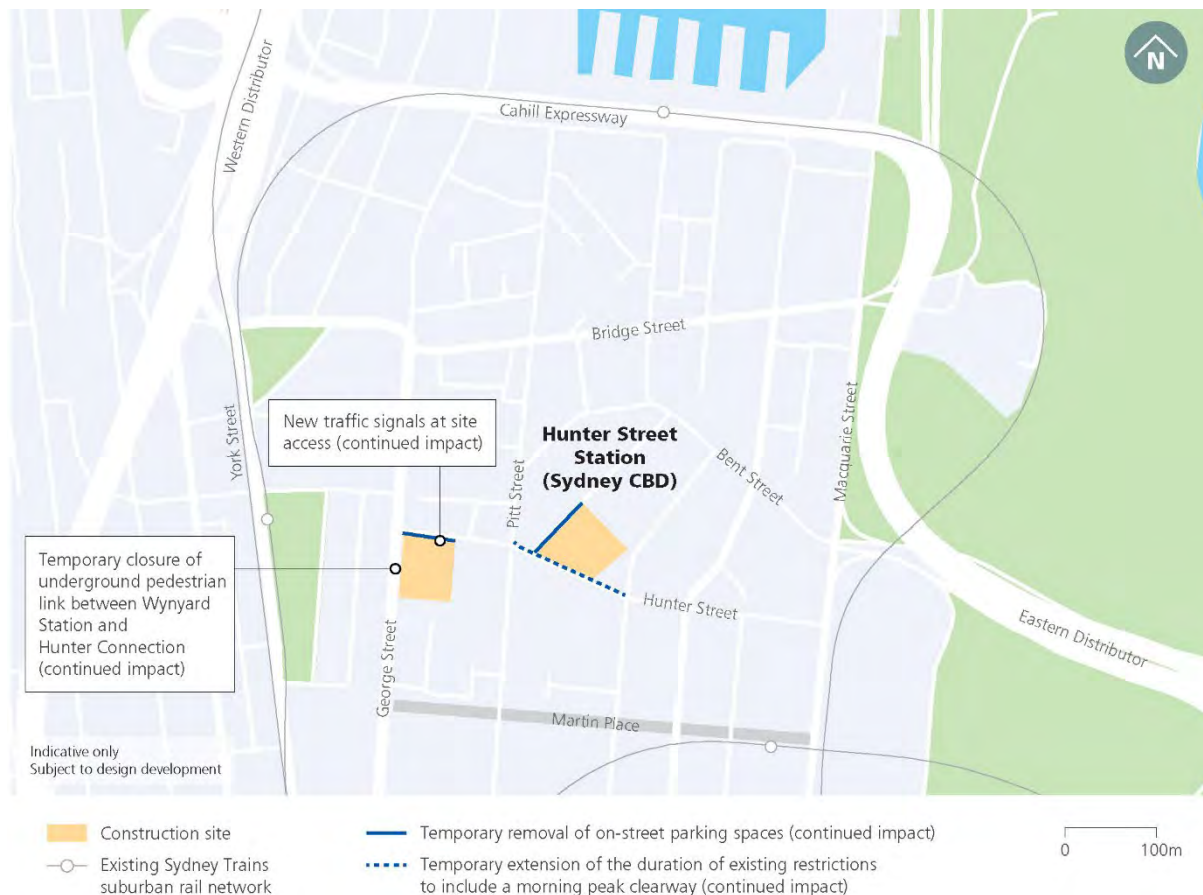 N
Western Distributor
Cahill Expressway
Bridge Street
York Street
New traffic signals at site
access (continued impact)
Hunter Street
Station
(Sydney CBD)
Pitt Street
Bent Street
Macquarie Street
Temporary closure of
underground pedestrian
link between Wynyard
Station and
Hunter Connection
(continued impact)
George Street
Hunter Street
Eastern Distributor
Martin Place
Indicative only
Subject to design development
Construction site
Existing Sydney Trains
suburban rail network
Temporary removal of on-street parking spaces (continued impact)
Temporary extension of the duration of existing restrictions
to include a morning peak clearway (continued impact)
0 100m